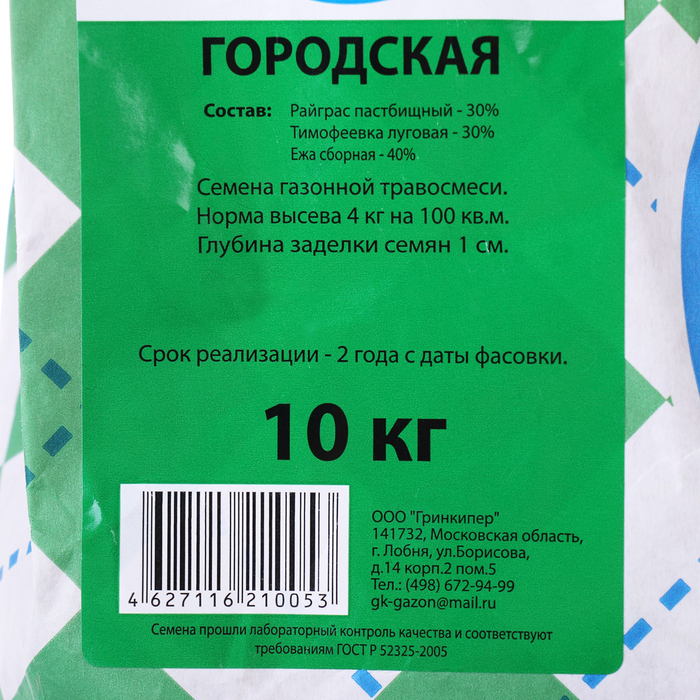 ГОРОДСКАЯ
Состав: Райграс пастбищный - 30%
Тимофеевка луговая - 30%
Ежа сборная - 40%
Семена газонной травосмеси.
Норма высева 4 кг на 100 кв.м.
Глубина заделки семян 1 см.
Срок реализации - 2 года с даты фасовки.
10 кг
ООО "Гринкипер"
141732, Московская область,
г. Лобня, ул.Борисова,
д.14 корп.2 пом.5
Тел.: (498) 672-94-99
gk-gazon@mail.ru
4 627116 210053
Семена прошли лабораторный контроль качества и соответствуют
требованиям ГОСТ Р 52325-2005